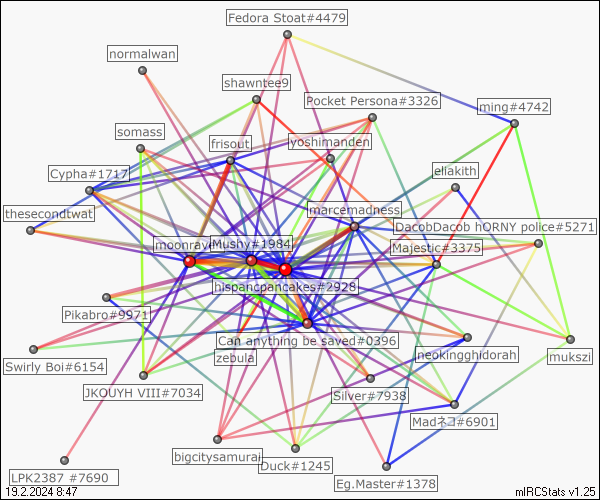 Fedora Stoat#4479
normalwan
shawntee9
Pocket Persona#3326
ming#4742
somass
frisout
yoshimanden
Cypha#1717
eliakith
thesecondtwat
marcemadness
DacobDacob hORNY police#5271
moonray
Mushy#1984
Majestic#3375
hispanicpancakes#2928
Pikabro#9971
Can anything be saved#0396
zebula
neokingghidorah
mukszi
Swirly Boi#6154
JKOUYH VIII#7034
Silver#7938
Madネコ#6901
bigcitysamurai
Duck#1245
LPK2387 #7690
Eg.Master#1378
19.2.2024 8:47
mIRCStats v1.25